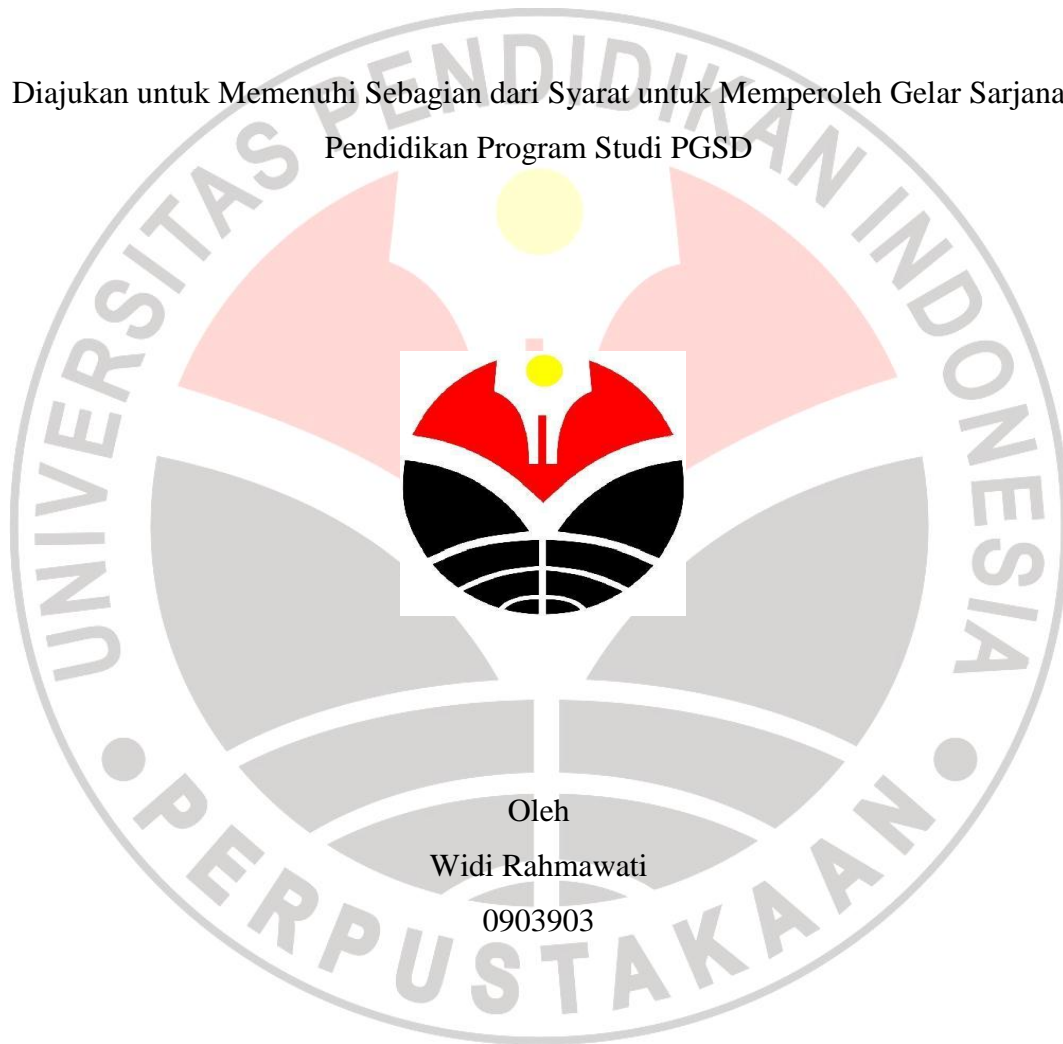 Diajukan untuk Memenuhi Sebagian dari Syarat untuk Memperoleh Gelar Sarjana
Pendidikan Program Studi PGSD
UNIVERSITAS PENDIDIKAN INDONESIA
Oleh
Widi Rahmawati
0903903
PERPUSTAKAAN